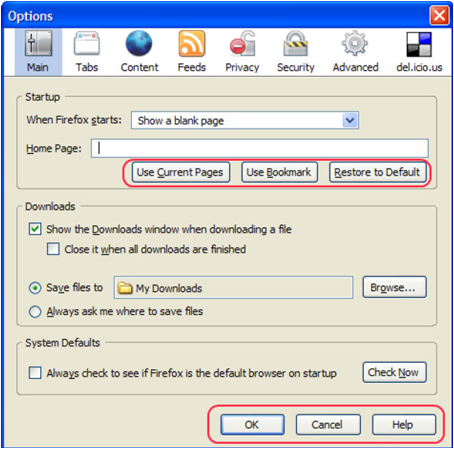 Options
Main Tabs Content Feeds Privacy Security Advanced del.icio.us
Startup
When Firefox starts: Show a blank page
Home Page:
Use Current Pages Use Bookmark Restore to Default
Downloads
Show the Downloads window when downloading a file
Close it when all downloads are finished
Save files to My Downloads Browse...
Always ask me where to save files
System Defaults
Always check to see if Firefox is the default browser on startup Check Now
OK Cancel Help